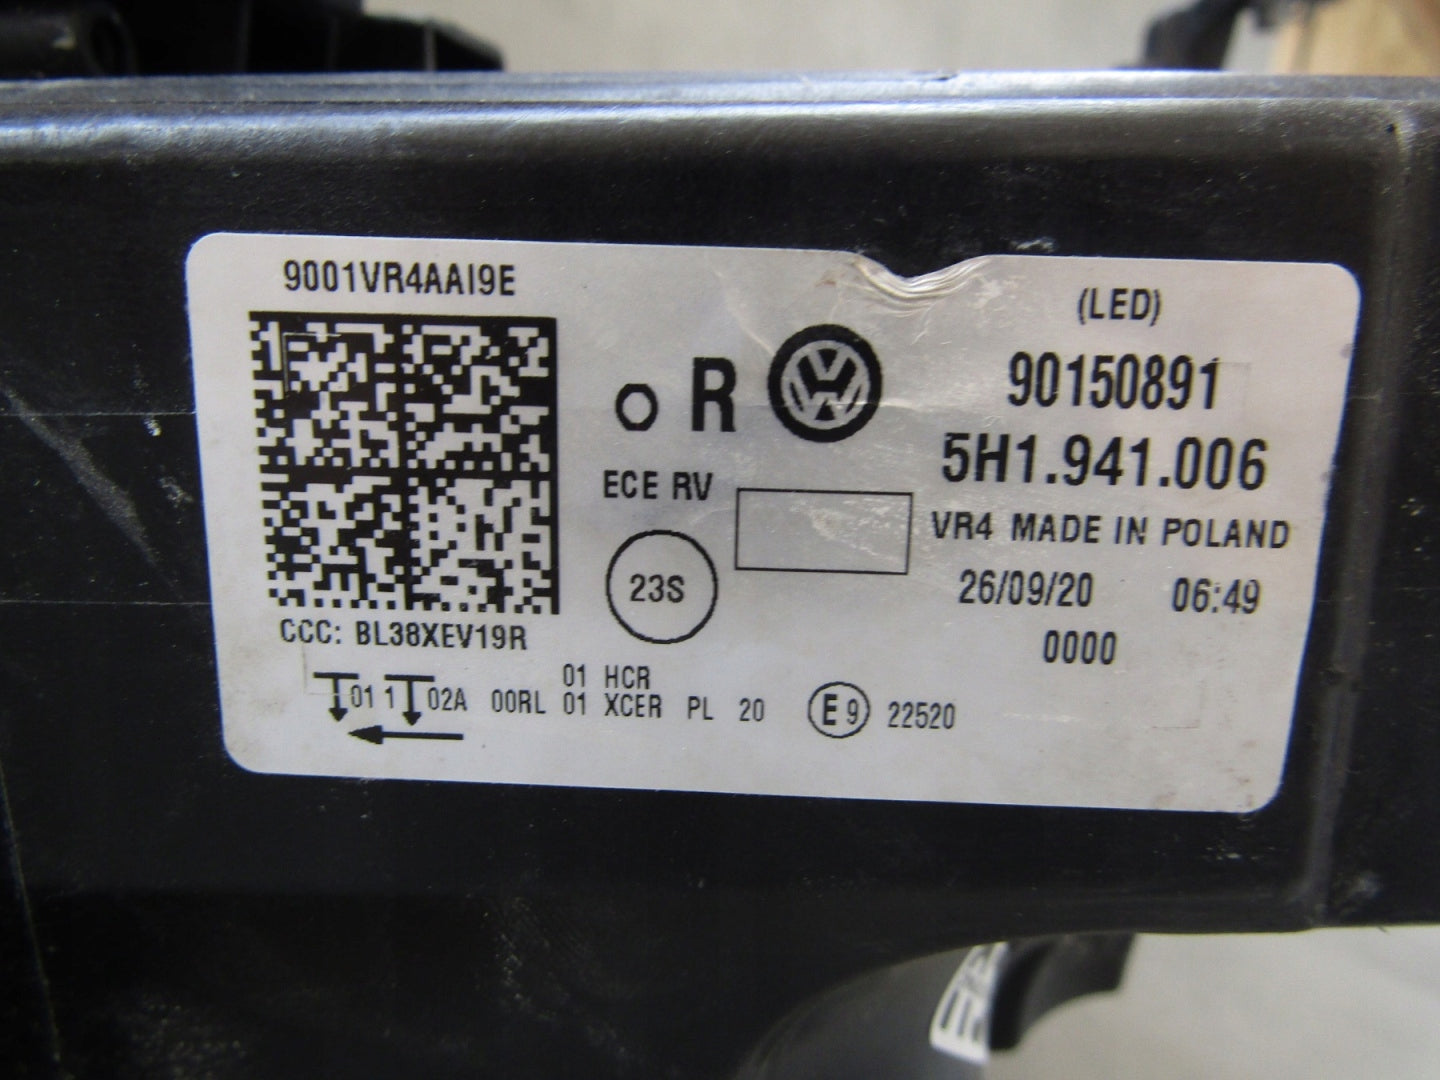 9001VR4AAI9E
(LED)
O R
90150891
5H1.941.006
ECE RV
VR4 MADE IN POLAND
23S
26/09/20 06:49
0000
CCC: BL38XEV19R
01 HCR
01 1 02A 00RL 01 XCER PL 20 E9 22520